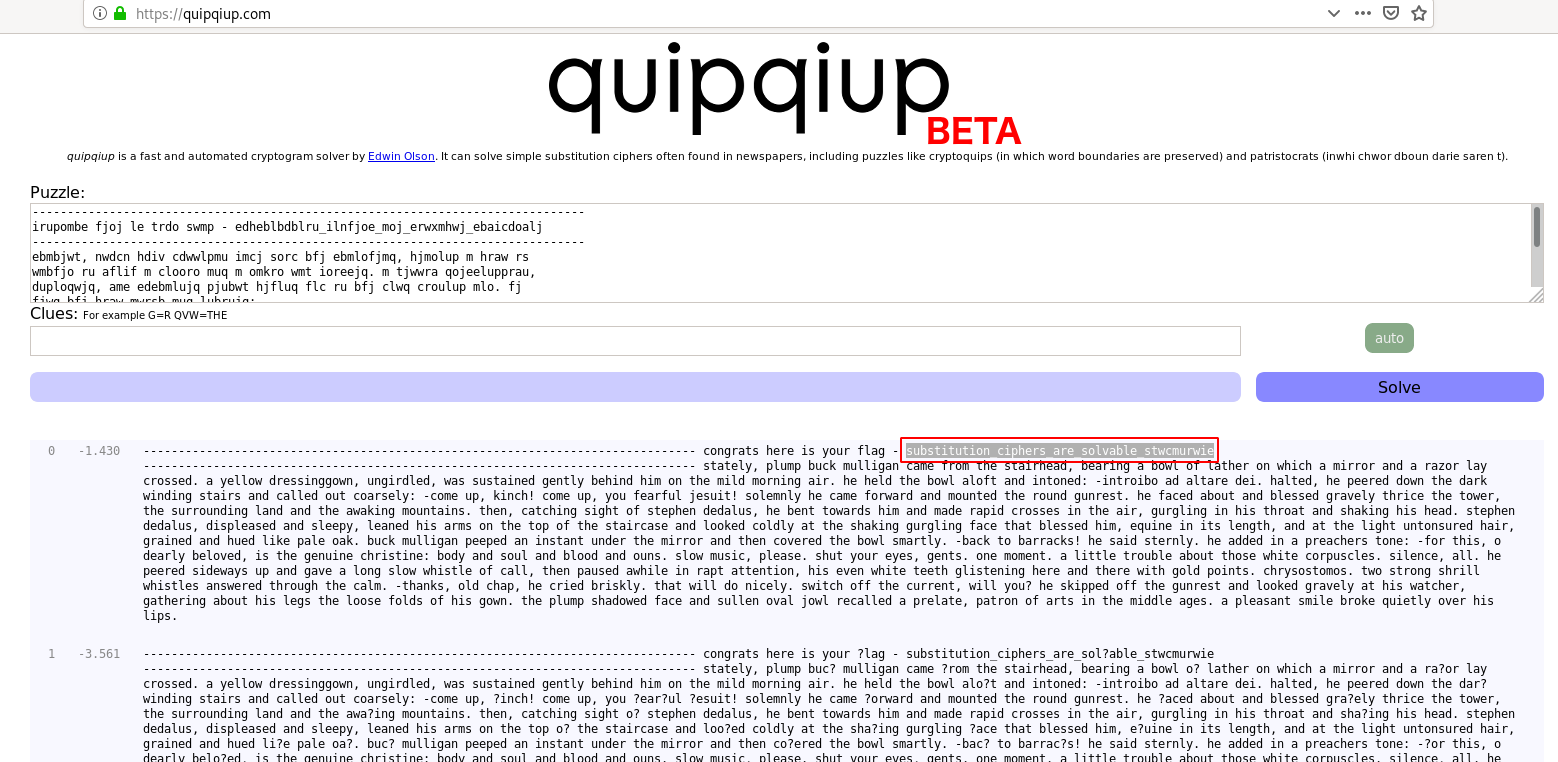 https://quipqiup.com
quipqiup
BETA
quipqiup is a fast and automated cryptogram solver by Edwin Olson. It can solve simple substitution ciphers often found in newspapers, including puzzles like cryptoquips (in which word boundaries are preserved) and patristocrats (inwhi chwor dboun darie saren t).
Puzzle:
-------------------------------------------------------------------------------
irupombe fjoj le trdo swmp - edheblbdblru_ilnfjoe_moj_erwxmhwj_ebaicdoalj
-------------------------------------------------------------------------------
ebmbjwt, nwdcn hdiv cdwwlpmu imcj sorc bfj ebmlofjmq, hjmolup m hraw rs
wmbfjo ru aflif m clooro muq m omkro wmt ioreejq. m tjwwra qojeelupprau,
duploqwjq, ame edebmlujq pjubwt hjfluq flc ru bfj clwq croulup mlo. fj
fjwq bfj hraw mwrsb muq lubrujq:
Clues: For example G=R QVW=THE
auto
Solve
0 -1.430 ------------------------------------------------------------------------------- congrats here is your flag - substitution_ciphers_are_solvable_stwcmurwie
------------------------------------------------------------------------------- stately, plump buck mulligan came from the stairhead, bearing a bowl of lather on which a mirror and a razor lay
crossed. a yellow dressinggown, ungirdled, was sustained gently behind him on the mild morning air. he held the bowl aloft and intoned: -introibo ad altare dei. halted, he peered down the dark
winding stairs and called out coarsely: -come up, kinch! come up, you fearful jesuit! solemnly he came forward and mounted the round gunrest. he faced about and blessed gravely thrice the tower,
the surrounding land and the awaking mountains. then, catching sight of stephen dedalus, he bent towards him and made rapid crosses in the air, gurgling in his throat and shaking his head. stephen
dedalus, displeased and sleepy, leaned his arms on the top of the staircase and looked coldly at the shaking gurgling face that blessed him, equine in its length, and at the light untonsured hair,
grained and hued like pale oak. buck mulligan peeped an instant under the mirror and then covered the bowl smartly. -back to barracks! he said sternly. he added in a preachers tone: -for this, o
dearly beloved, is the genuine christine: body and soul and blood and ouns. slow music, please. shut your eyes, gents. one moment. a little trouble about those white corpuscles. silence, all. he
peered sideways up and gave a long slow whistle of call, then paused awhile in rapt attention, his even white teeth glistening here and there with gold points. chrysostomos. two strong shrill
whistles answered through the calm. -thanks, old chap, he cried briskly. that will do nicely. switch off the current, will you? he skipped off the gunrest and looked gravely at his watcher,
gathering about his legs the loose folds of his gown. the plump shadowed face and sullen oval jowl recalled a prelate, patron of arts in the middle ages. a pleasant smile broke quietly over his
lips.
1 -3.561 ------------------------------------------------------------------------------- congrats here is your ?lag - substitution_ciphers_are_sol?able_stwcmurwie
------------------------------------------------------------------------------- stately, plump buc? mulligan came ?rom the stairhead, bearing a bowl o? lather on which a mirror and a ra?or lay
crossed. a yellow dressinggown, ungirdled, was sustained gently behind him on the mild morning air. he held the bowl alo?t and intoned: -introibo ad altare dei. halted, he peered down the dar?
winding stairs and called out coarsely: -come up, ?inch! come up, you ?ear?ul ?esuit! solemnly he came ?orward and mounted the round gunrest. he ?aced about and blessed gra?ely thrice the tower,
the surrounding land and the awa?ing mountains. then, catching sight o? stephen dedalus, he bent towards him and made rapid crosses in the air, gurgling in his throat and sha?ing his head. stephen
dedalus, displeased and sleepy, leaned his arms on the top o? the staircase and loo?ed coldly at the sha?ing gurgling ?ace that blessed him, e?uine in its length, and at the light untonsured hair,
grained and hued li?e pale oa?. buc? mulligan peeped an instant under the mirror and then co?ered the bowl smartly. -bac? to barrac?s! he said sternly. he added in a preachers tone: -?or this, o
dearly belo?ed, is the genuine christine: body and soul and blood and ouns. slow music, please. shut your eyes, gents. one moment. a little trouble about those white corpuscles. silence, all. he